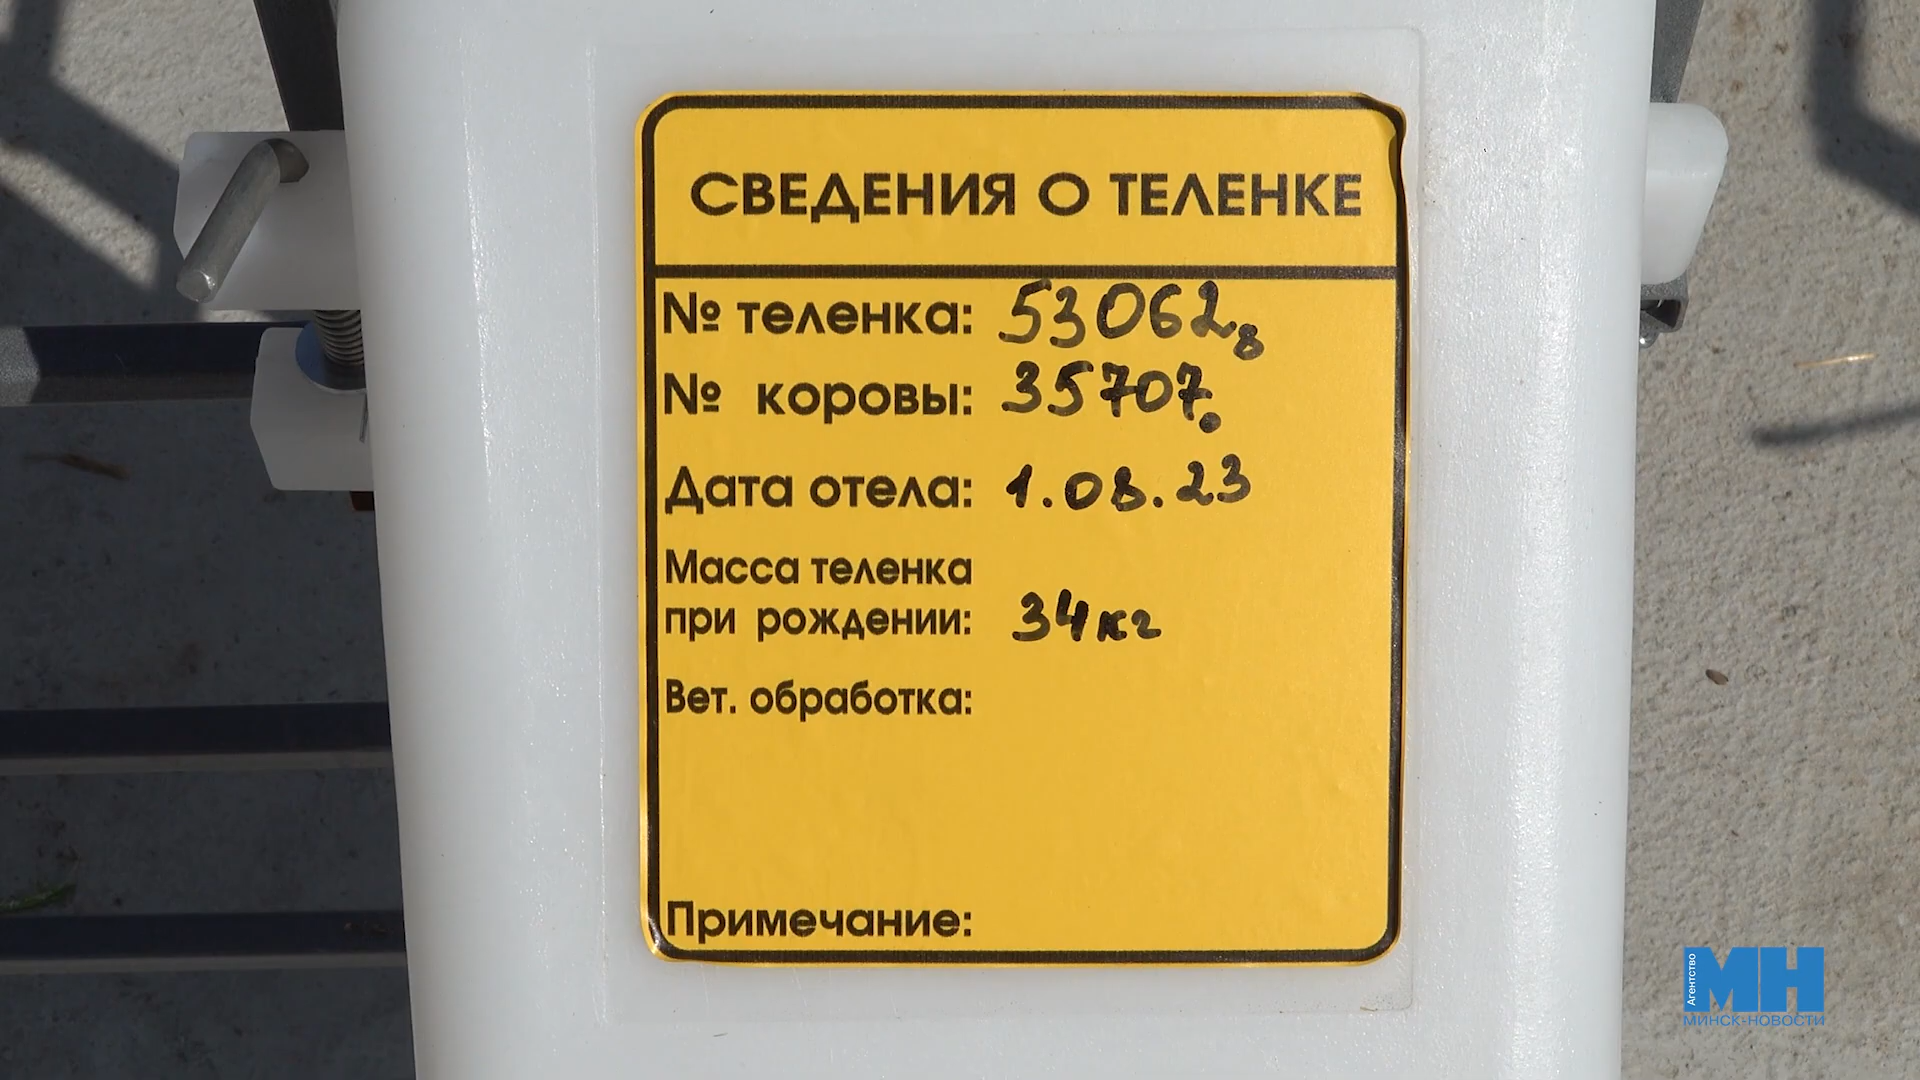 СВЕДЕНИЯ О ТЕЛЕНКЕ
№ теленка: 53062 8
№ коровы: 35707.
Дата отела: 1.08.23
Масса теленка
при рождении: 34кг
Вет. обработка:
Примечание:
Агентство
МН
МИНСК-НОВОСТИ